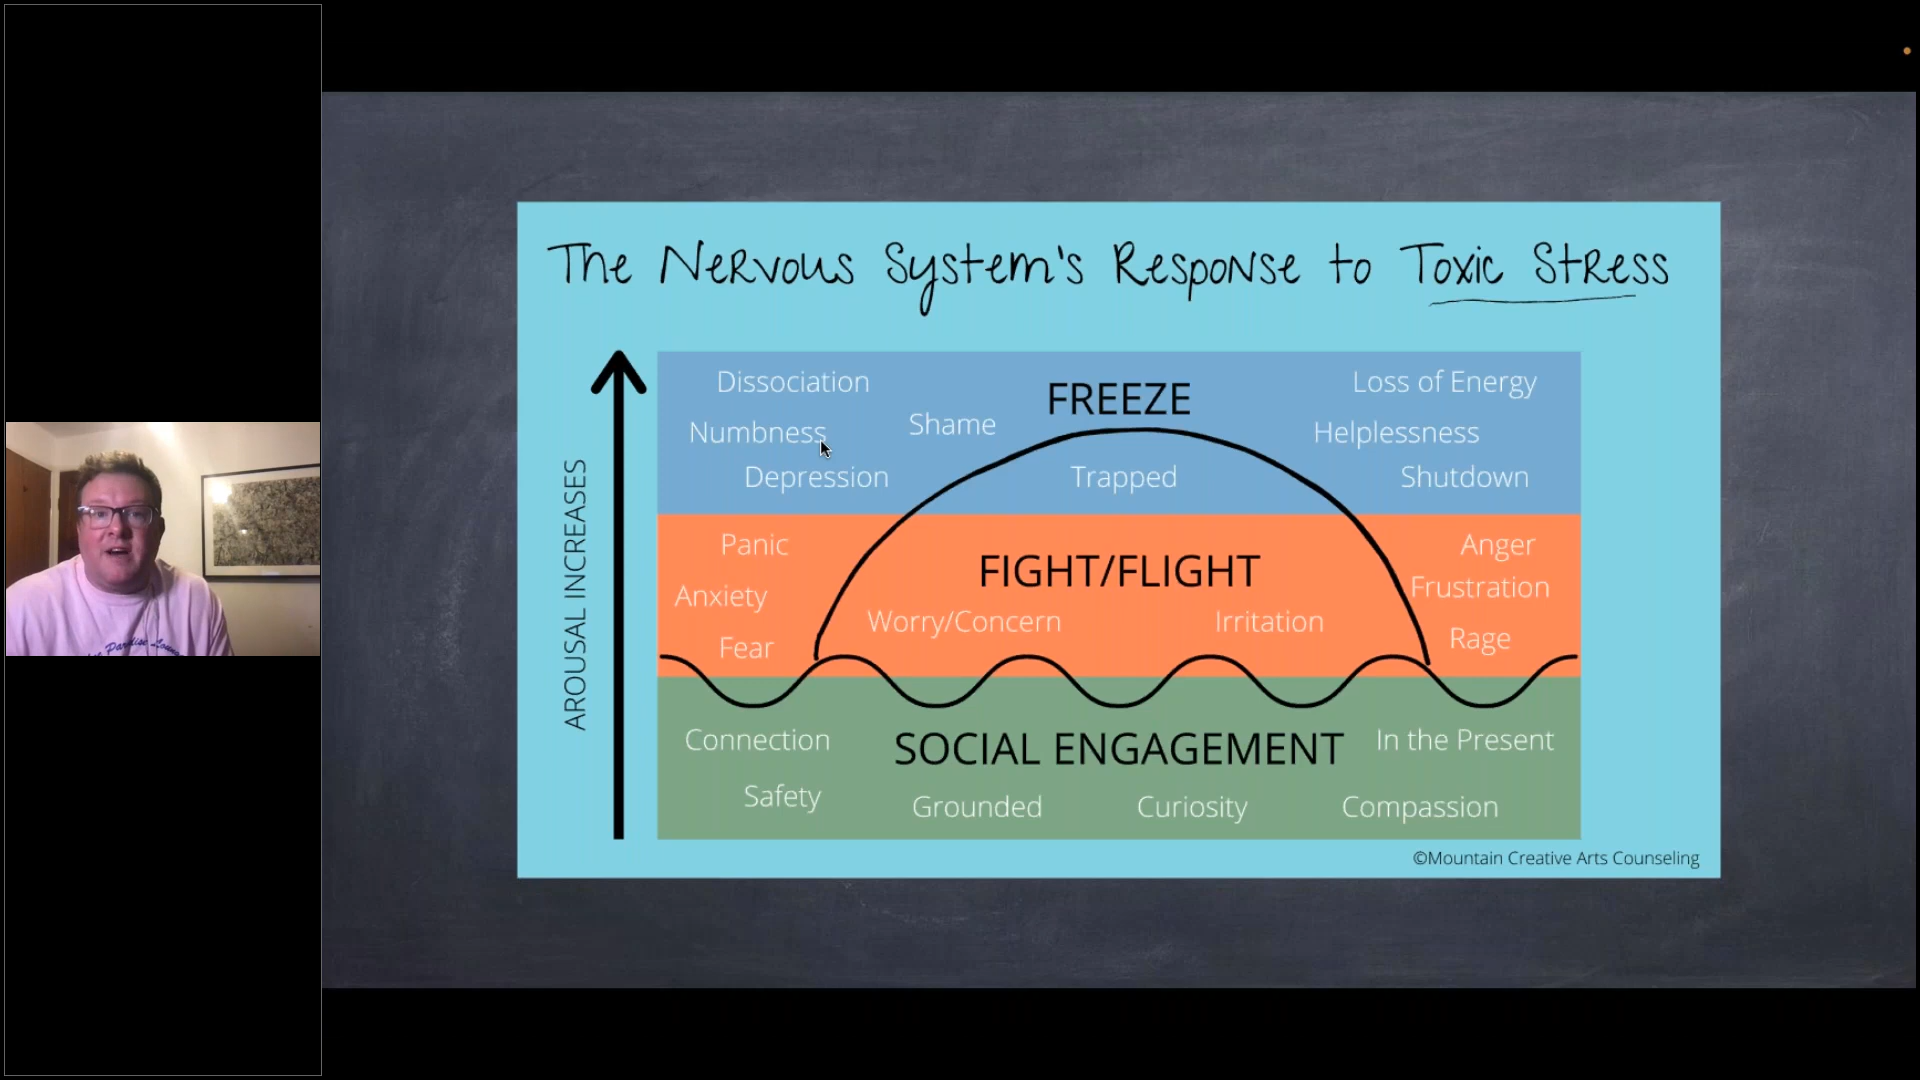 The Nervous System's Response to Toxic Stress
AROUSAL INCREASES
FREEZE
Dissociation
Numbness
Depression
Shame
Trapped
Loss of Energy
Helplessness
Shutdown
FIGHT/FLIGHT
Panic
Anxiety
Fear
Worry/Concern
Irritation
Anger
Frustration
Rage
SOCIAL ENGAGEMENT
Connection
Safety
Grounded
Curiosity
In the Present
Compassion
©Mountain Creative Arts Counseling
Paradise Lounge